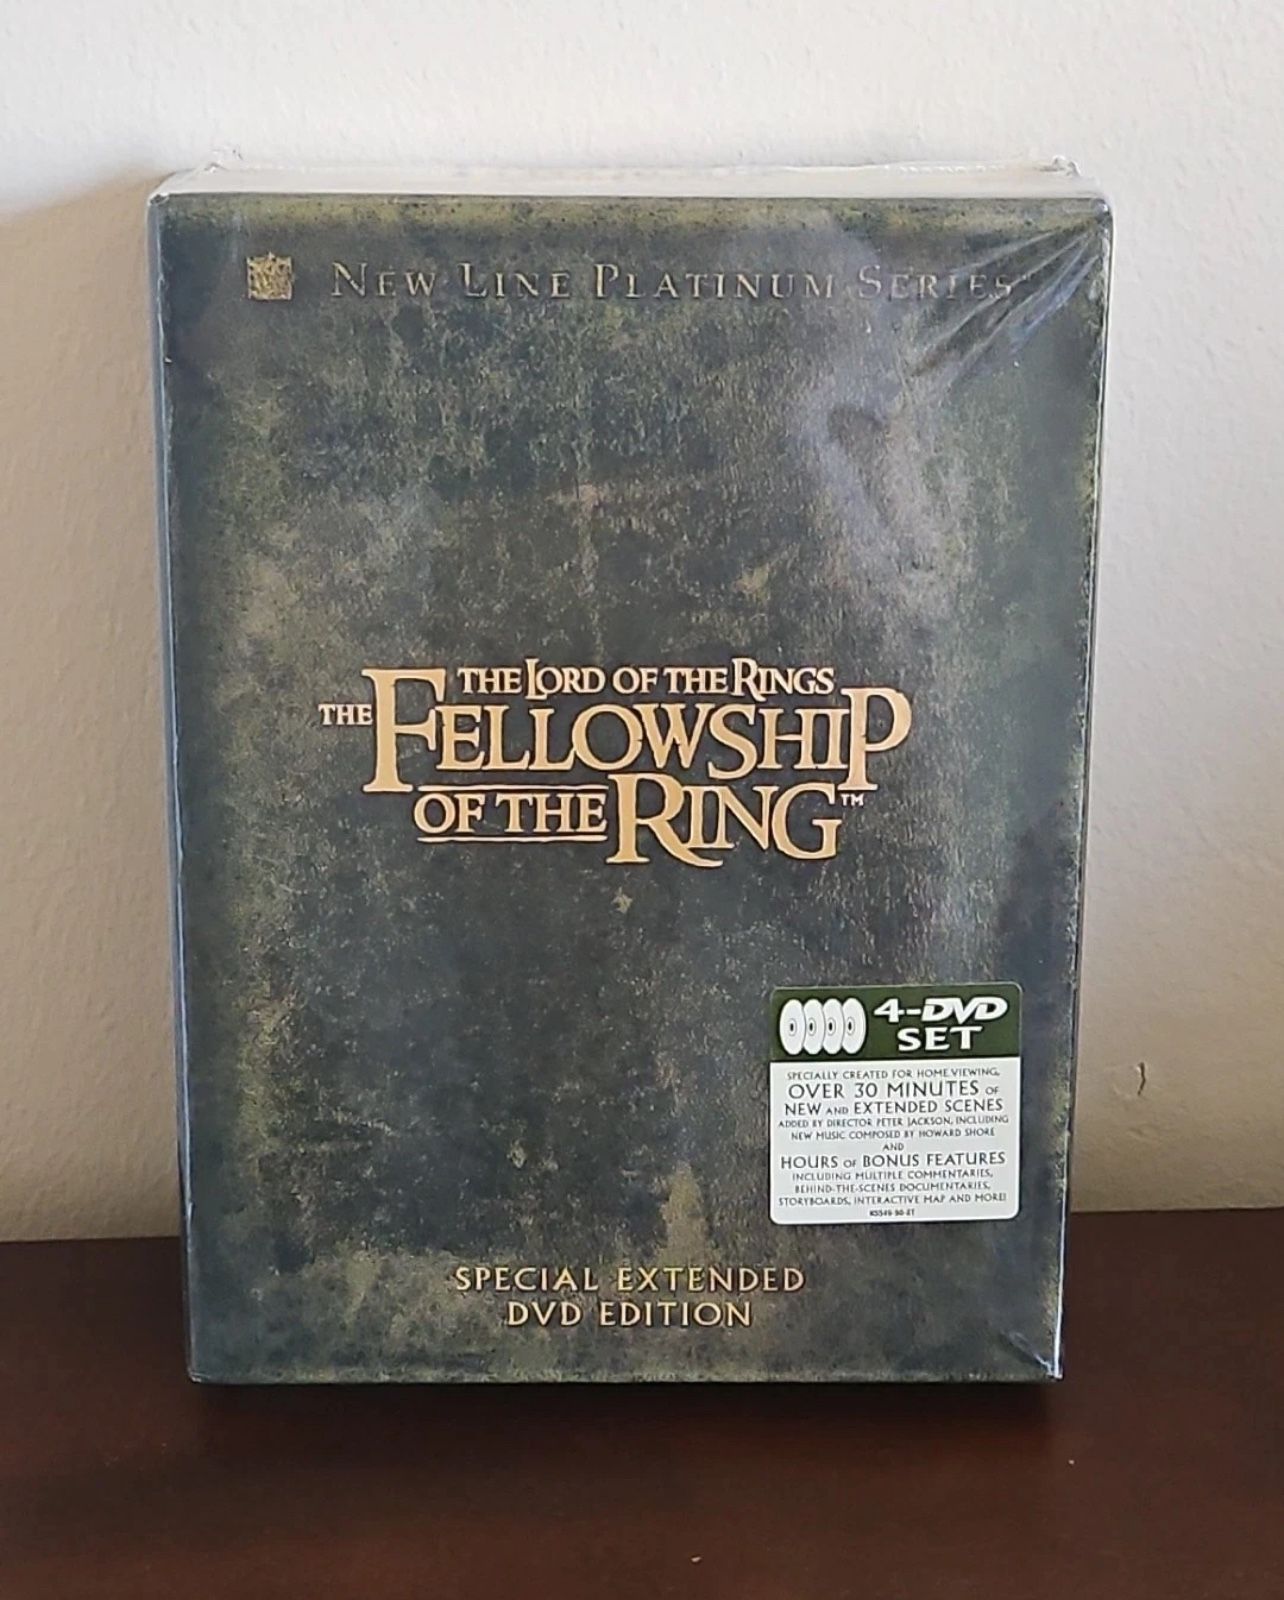 NEW LINE PLATINUM SERIES
THE LORD OF THE RINGS
THE FELLOWSHIP
OF THE RING™
4-DVD
SET
SPECIALLY CREATED FOR HOME VIEWING,
OVER 30 MINUTES OF
NEW AND EXTENDED SCENES
ADDED BY DIRECTOR PETER JACKSON, INCLUDING
NEW MUSIC COMPOSED BY HOWARD SHORE
AND
HOURS OF BONUS FEATURES
INCLUDING MULTIPLE COMMENTARIES,
BEHIND-THE-SCENES DOCUMENTARIES,
STORYBOARDS, INTERACTIVE MAP AND MORE!
SPECIAL EXTENDED
DVD EDITION